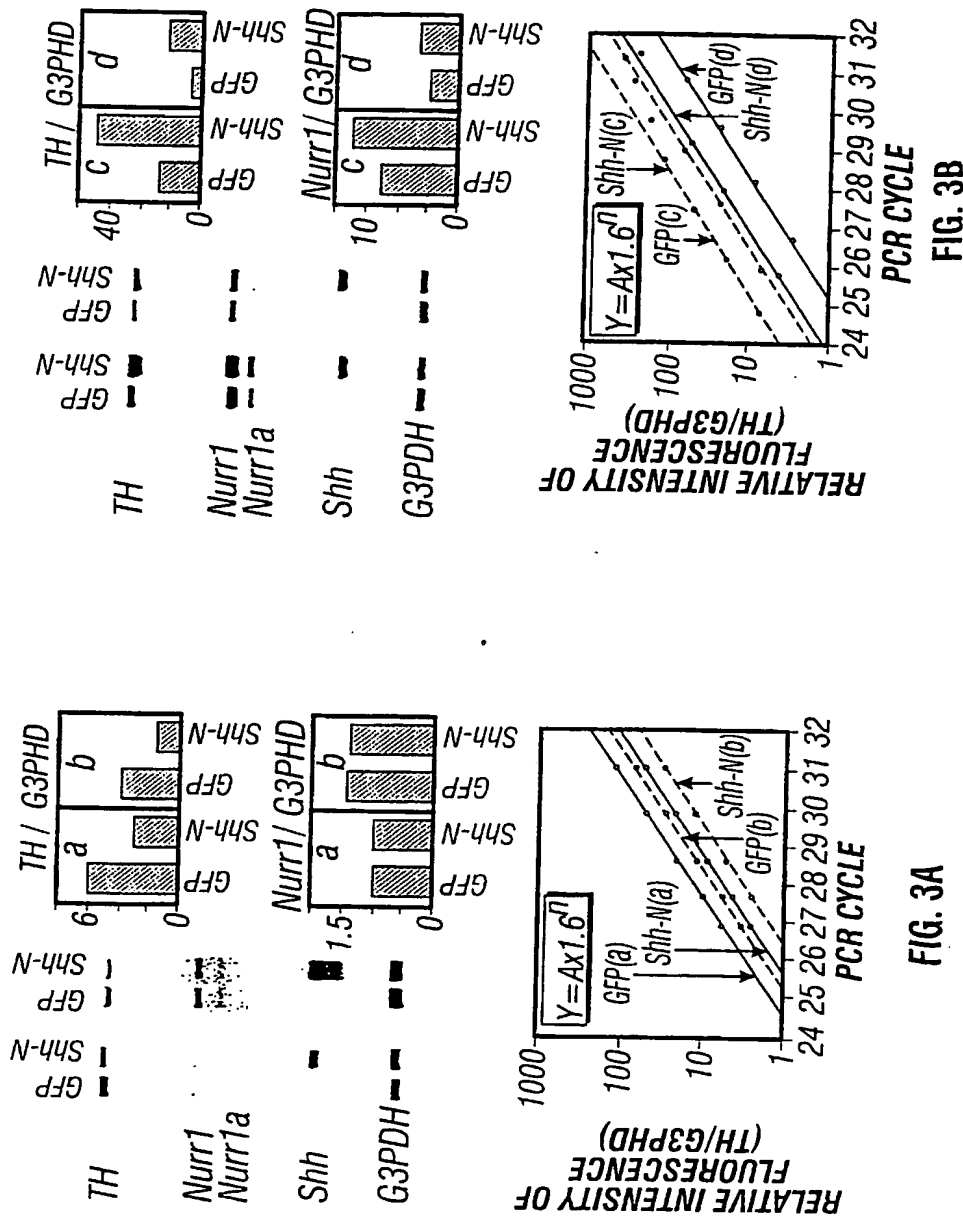 GFP
Shh-N
GFP
Shh-N
TH
Nurr1
Nurr1a
Shh
G3PDH
TH / G3PHD
6
0
a
b
GFP
Shh-N
GFP
Shh-N
Nurr1/ G3PHD
1.5
0
a
b
GFP
Shh-N
GFP
Shh-N
RELATIVE INTENSITY OF
FLUORESCENCE
(TH/G3PHD)
1000
100
10
1
Y=Ax1.6ⁿ
GFP(a)
Shh-N(a)
GFP(b)
Shh-N(b)
24 25 26 27 28 29 30 31 32
PCR CYCLE
FIG. 3A
GFP
Shh-N
GFP
Shh-N
TH
Nurr1
Nurr1a
Shh
G3PDH
TH / G3PHD
40
0
c
d
GFP
Shh-N
GFP
Shh-N
Nurr1/ G3PHD
10
0
c
d
GFP
Shh-N
GFP
Shh-N
RELATIVE INTENSITY OF
FLUORESCENCE
(TH/G3PHD)
1000
100
10
1
Y=Ax1.6ⁿ
Shh-N(c)
GFP(c)
GFP(d)
Shh-N(d)
24 25 26 27 28 29 30 31 32
PCR CYCLE
FIG. 3B